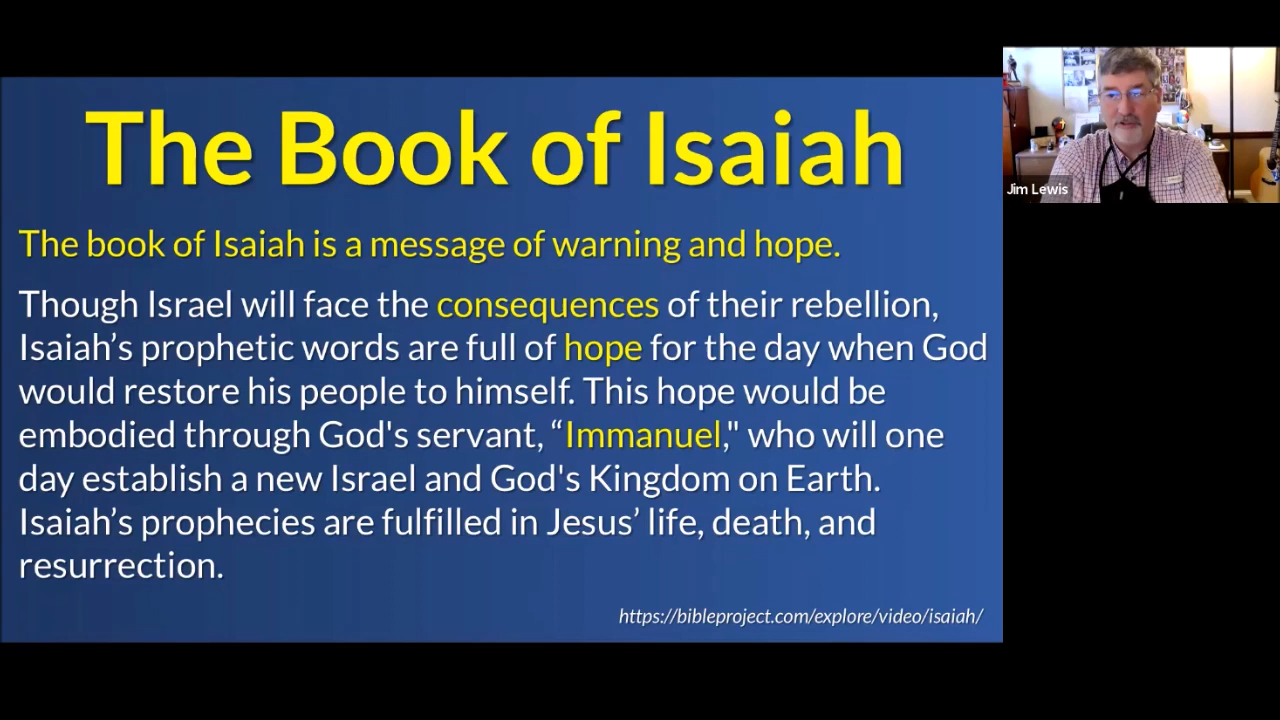 The Book of Isaiah
The book of Isaiah is a message of warning and hope.
Though Israel will face the consequences of their rebellion,
Isaiah’s prophetic words are full of hope for the day when God
would restore his people to himself. This hope would be
embodied through God's servant, “Immanuel," who will one
day establish a new Israel and God's Kingdom on Earth.
Isaiah’s prophecies are fulfilled in Jesus’ life, death, and
resurrection.
https://bibleproject.com/explore/video/isaiah/
Jim Lewis